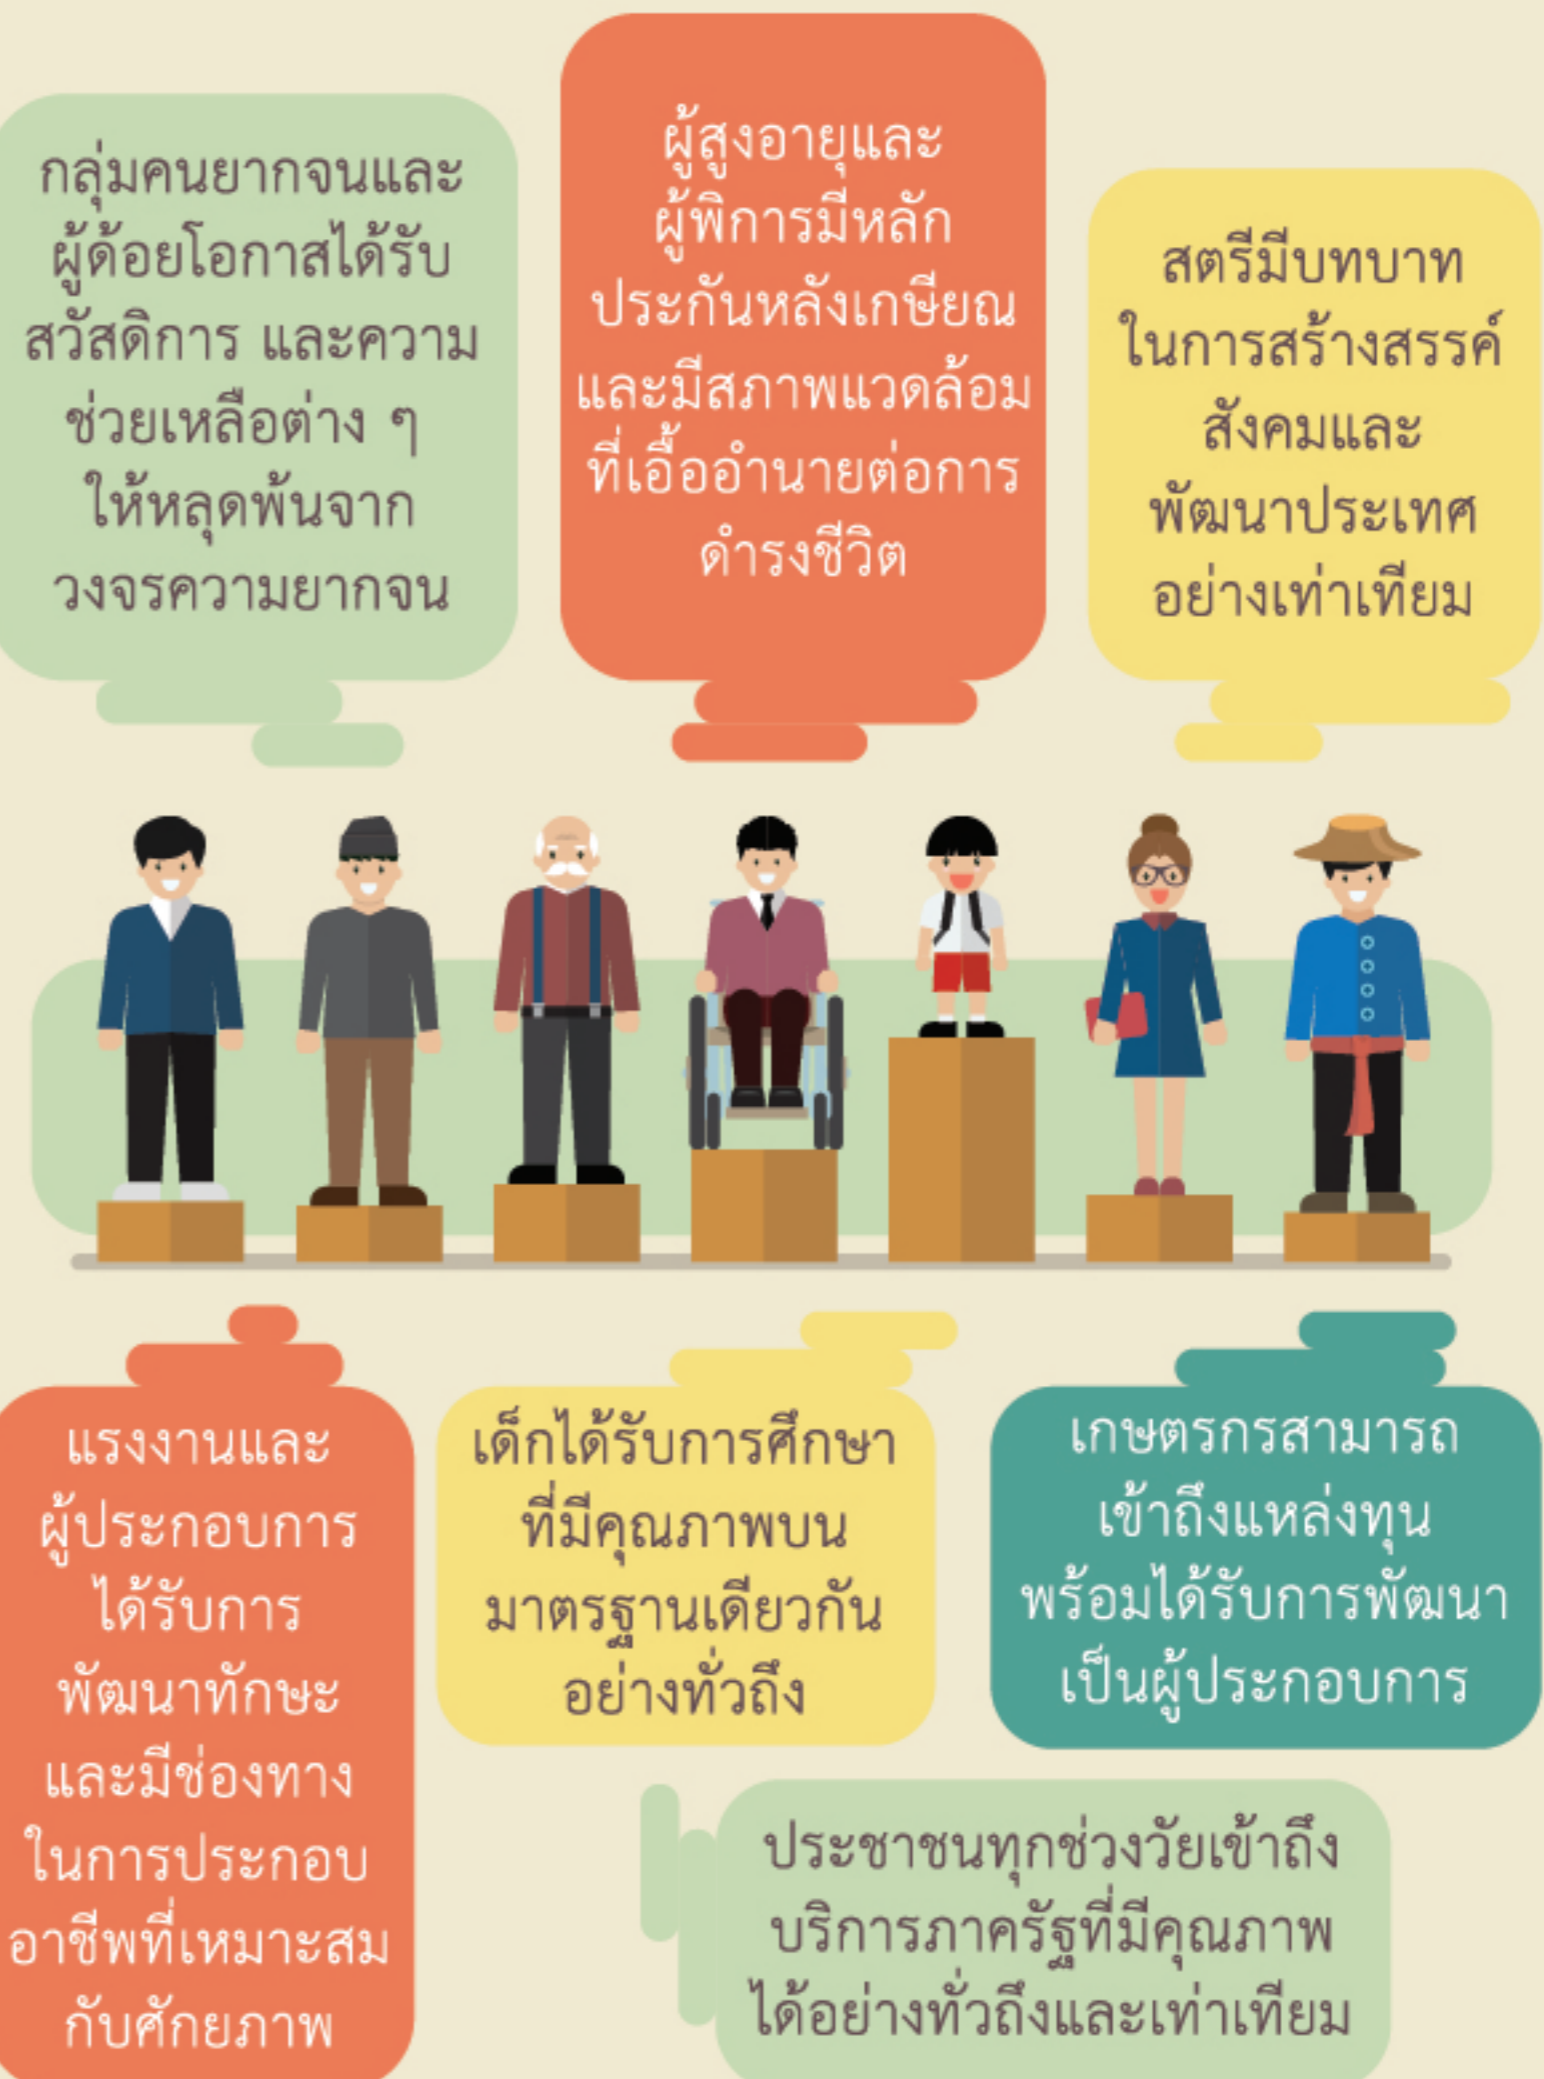 กลุ่มคนยากจนและ
ผู้ด้อยโอกาสได้รับ
สวัสดิการ และความ
ช่วยเหลือต่าง ๆ
ให้หลุดพ้นจาก
วงจรความยากจน
ผู้สูงอายุและ
ผู้พิการมีหลัก
ประกันหลังเกษียณ
และมีสภาพแวดล้อม
ที่เอื้ออำนายต่อการ
ดำรงชีวิต
สตรีมีบทบาท
ในการสร้างสรรค์
สังคมและ
พัฒนาประเทศ
อย่างเท่าเทียม
แรงงานและ
ผู้ประกอบการ
ได้รับการ
พัฒนาทักษะ
และมีช่องทาง
ในการประกอบ
อาชีพที่เหมาะสม
กับศักยภาพ
เด็กได้รับการศึกษา
ที่มีคุณภาพบน
มาตรฐานเดียวกัน
อย่างทั่วถึง
เกษตรกรสามารถ
เข้าถึงแหล่งทุน
พร้อมได้รับการพัฒนา
เป็นผู้ประกอบการ
ประชาชนทุกช่วงวัยเข้าถึง
บริการภาครัฐที่มีคุณภาพ
ได้อย่างทั่วถึงและเท่าเทียม